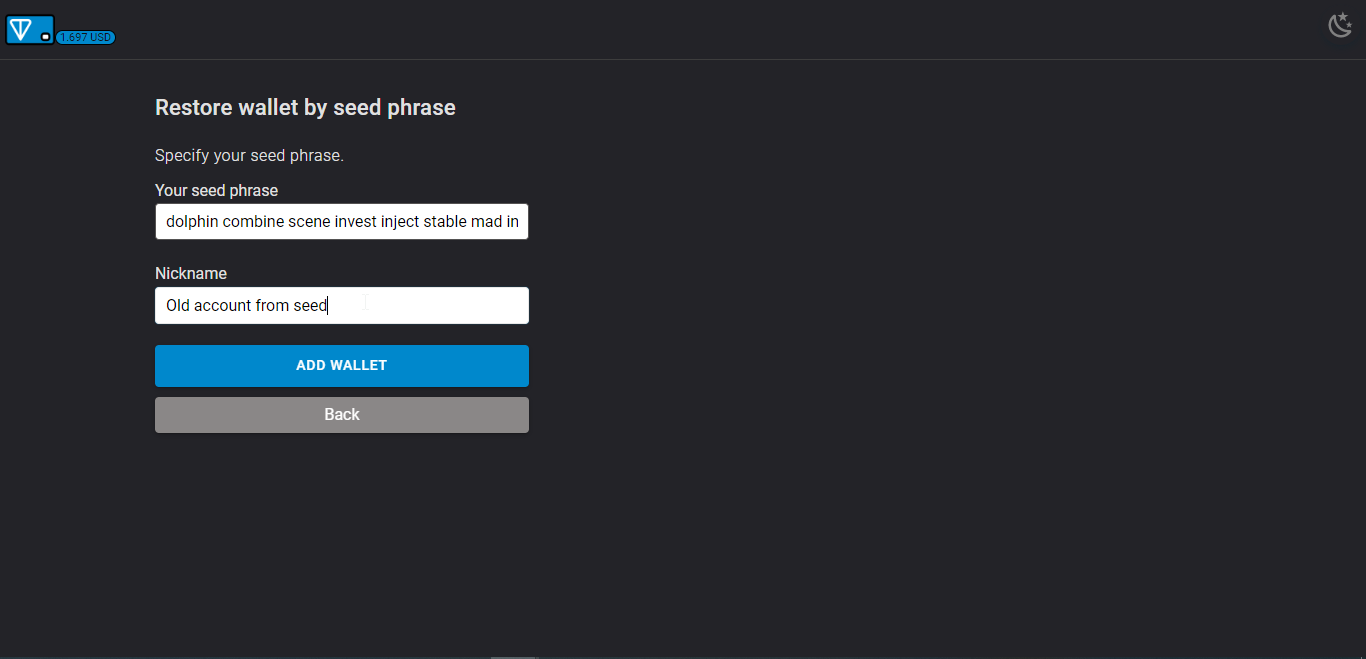 1.697 USD
Restore wallet by seed phrase
Specify your seed phrase.
Your seed phrase
dolphin combine scene invest inject stable mad in
Nickname
Old account from seed
ADD WALLET
Back